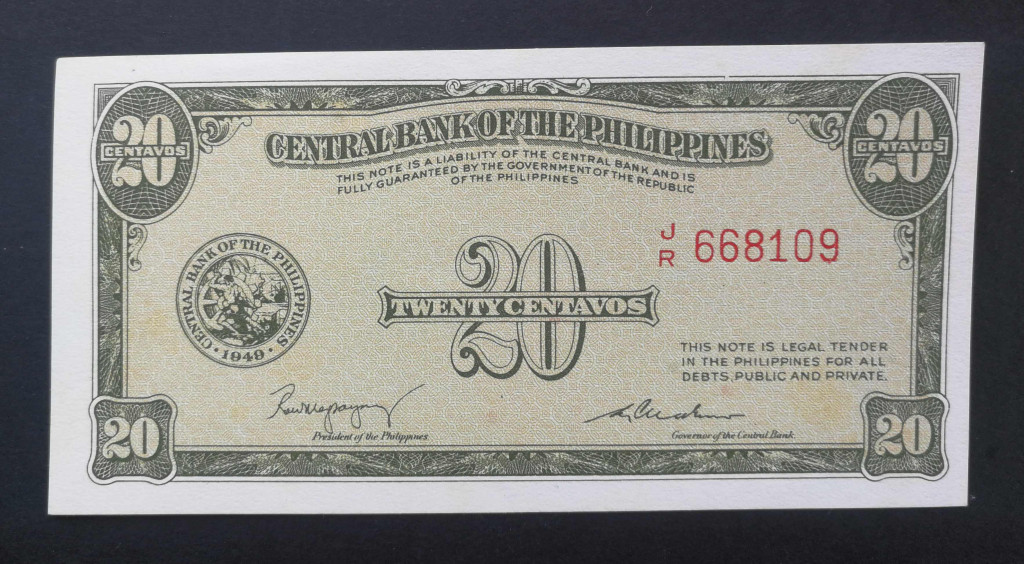 20
CENTAVOS
20
CENTAVOS
CENTRAL BANK OF THE PHILIPPINES
THIS NOTE IS A LIABILITY OF THE CENTRAL BANK AND IS
FULLY GUARANTEED BY THE GOVERNMENT OF THE REPUBLIC
OF THE PHILIPPINES
J
R 668109
CENTRAL BANK OF THE PHILIPPINES
· 1949 ·
20
TWENTY CENTAVOS
THIS NOTE IS LEGAL TENDER
IN THE PHILIPPINES FOR ALL
DEBTS, PUBLIC AND PRIVATE.
President of the Philippines
Governor of the Central Bank.
20
20